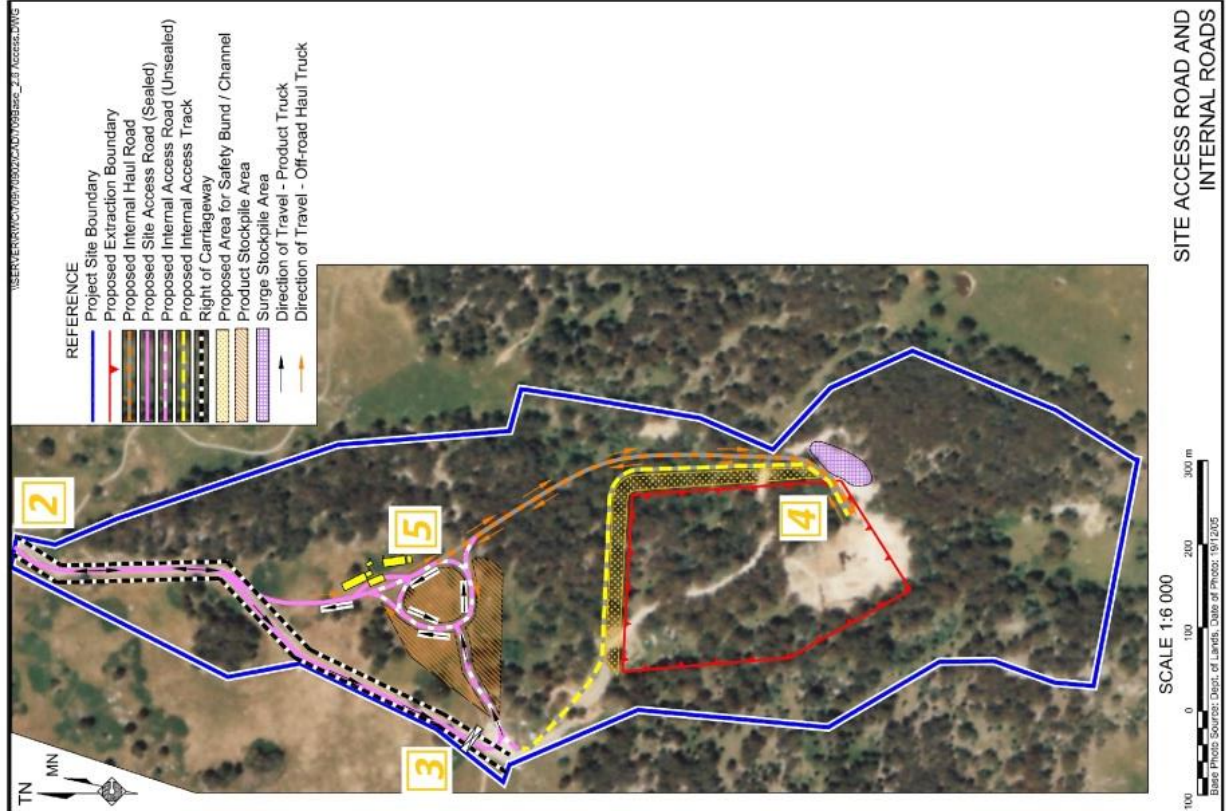 REFERENCE
Project Site Boundary
Proposed Extraction Boundary
Proposed Internal Haul Road
Proposed Site Access Road (Sealed)
Proposed Internal Access Road (Unsealed)
Proposed Internal Access Track
Right of Carriageway
Proposed Area for Safety Bund / Channel
Product Stockpile Area
Surge Stockpile Area
Direction of Travel - Product Truck
Direction of Travel - Off-road Haul Truck
TN
MN
2
3
4
5
SCALE 1:6 000
100 0 100 200 300 m
Base Photo Source: Dept. of Lands, Date of Photo: 19/12/05
SITE ACCESS ROAD AND
INTERNAL ROADS